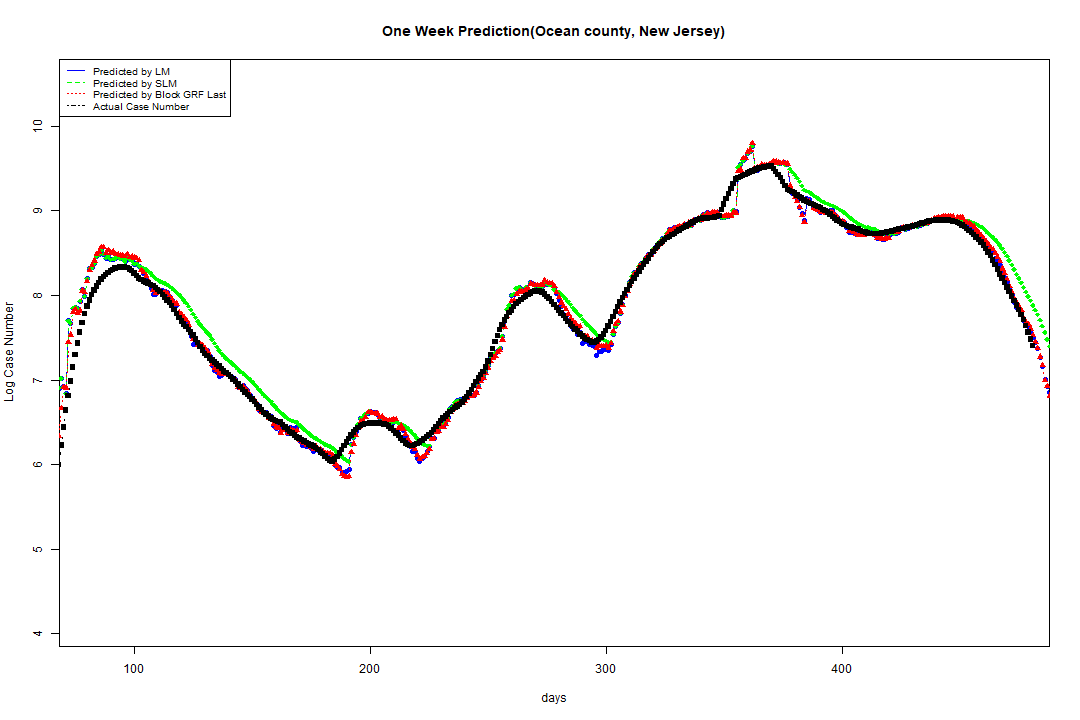 One Week Prediction(Ocean county, New Jersey)
Predicted by LM
Predicted by SLM
Predicted by Block GRF Last
Actual Case Number
10
9
8
7
6
5
4
Log Case Number
100 200 300 400
days